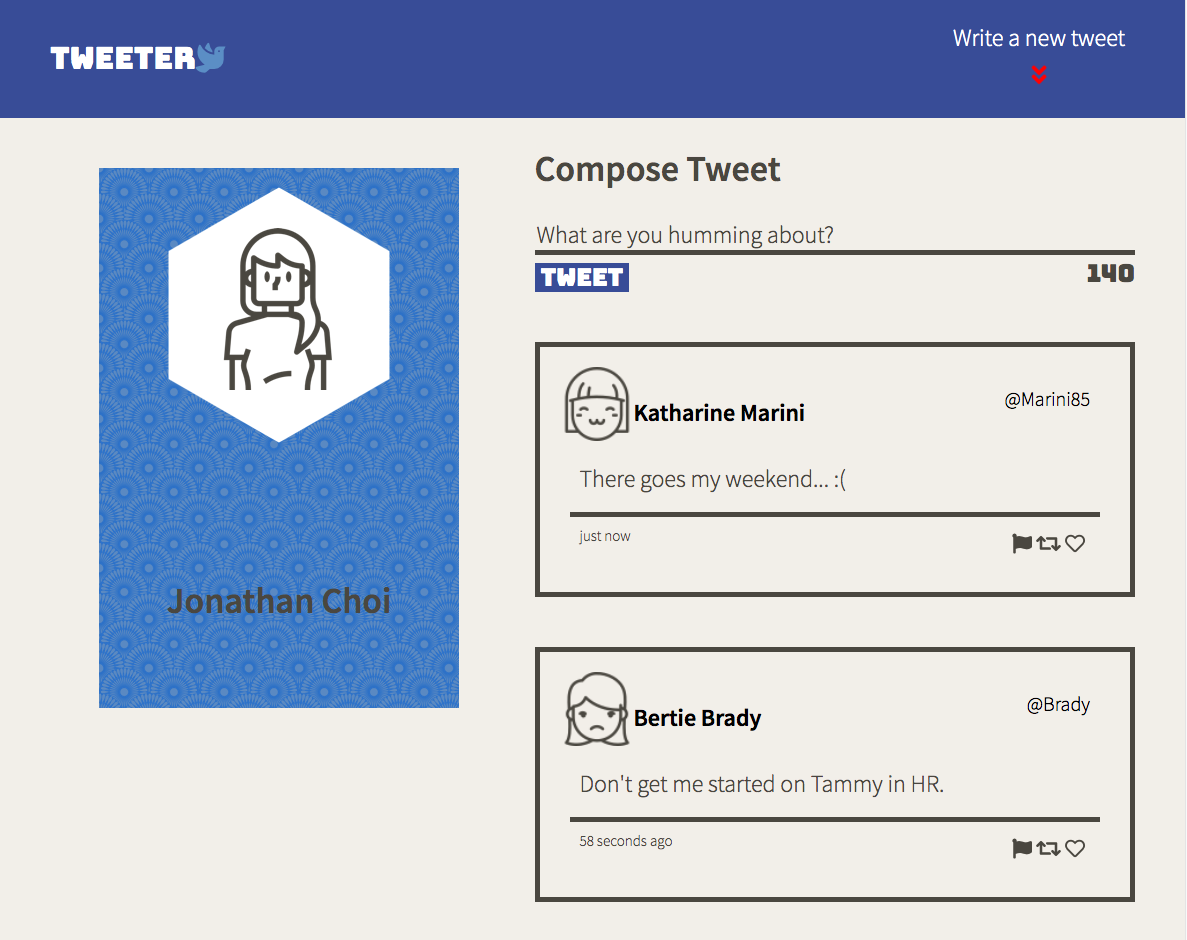 TWEETER
Write a new tweet
Jonathan Choi
Compose Tweet
What are you humming about?
TWEET
140
Katharine Marini
@Marini85
There goes my weekend... :(
just now
Bertie Brady
@Brady
Don't get me started on Tammy in HR.
58 seconds ago